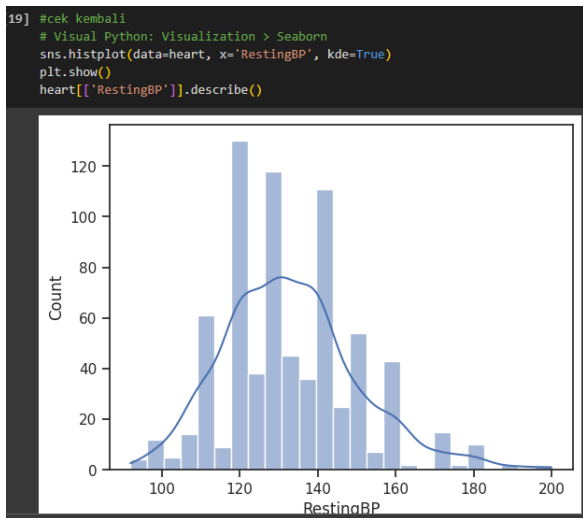 19] #cek kembali
# Visual Python: Visualization > Seaborn
sns.histplot(data=heart, x='RestingBP', kde=True)
plt.show()
heart[['RestingBP']].describe()
120
100
80
60
40
20
0
Count
100 120 140 160 180 200
RestingBP